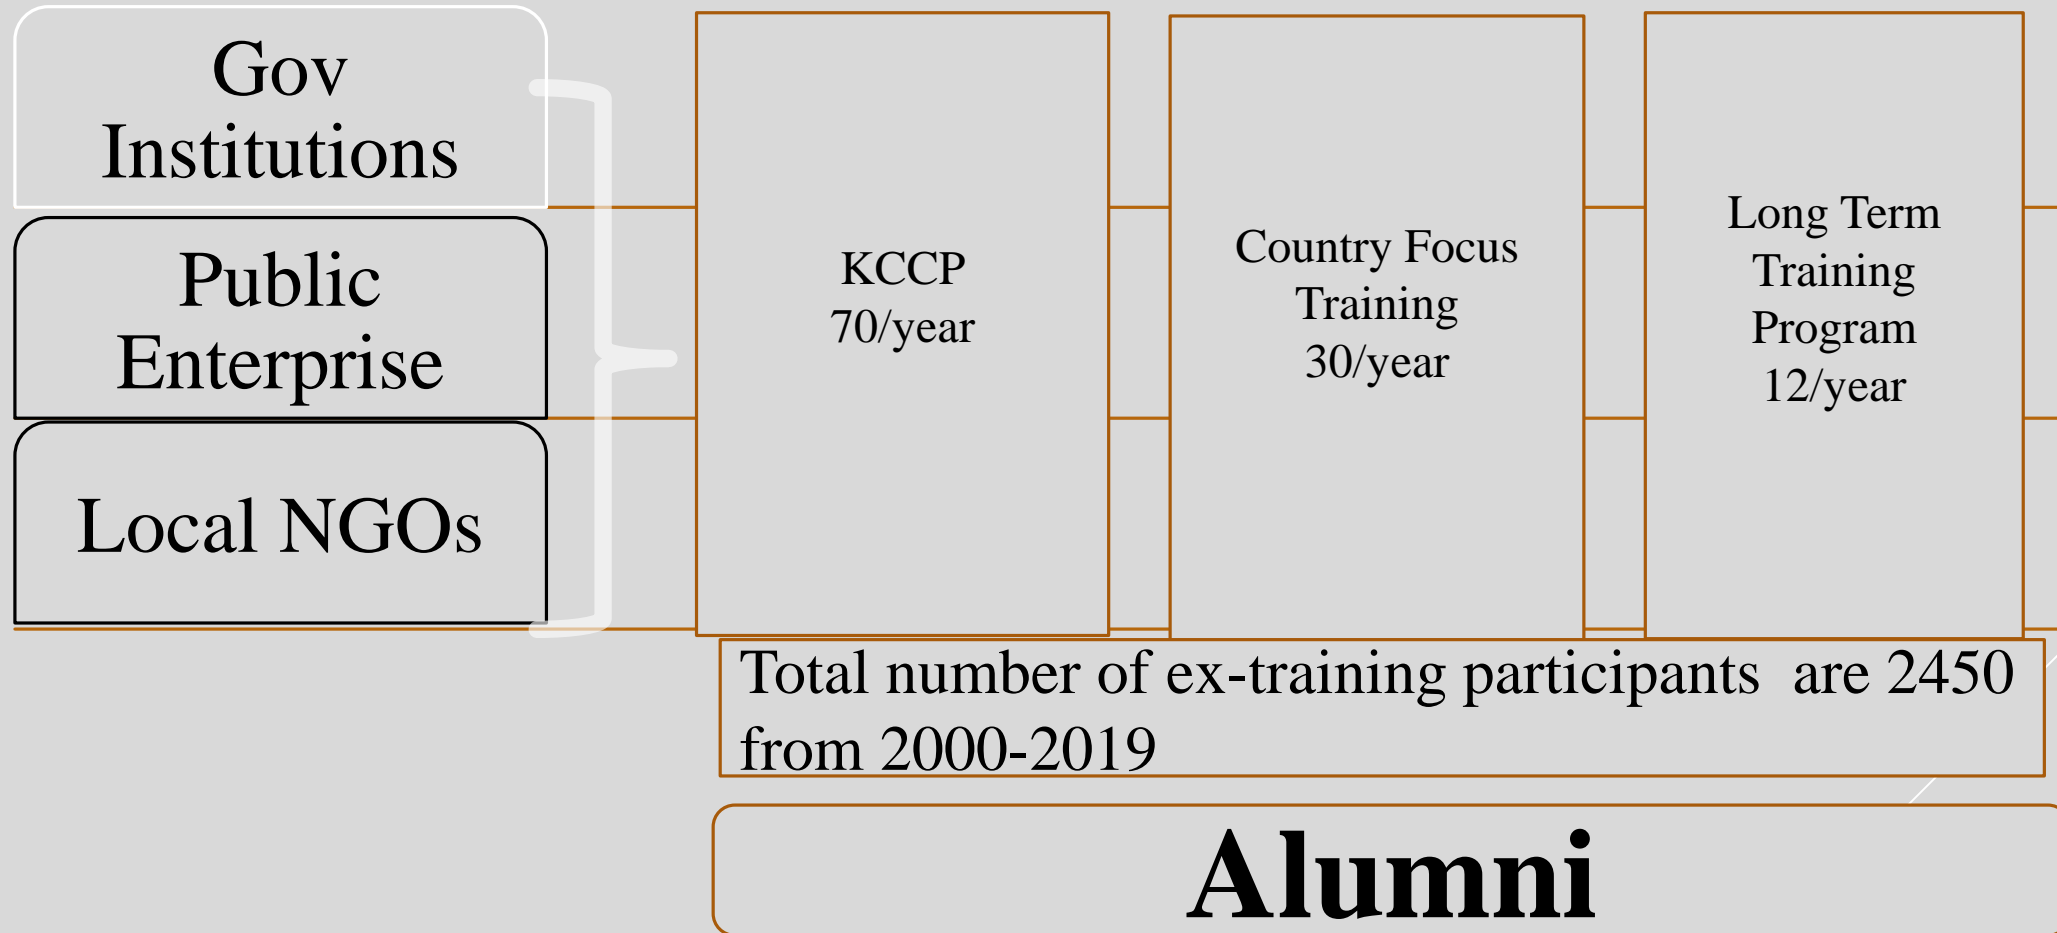 Gov
Institutions
Public
Enterprise
Local NGOs
KCCP
70/year
Country Focus
Training
30/year
Long Term
Training
Program
12/year
Total number of ex-training participants  are 2450
from 2000-2019
Alumni